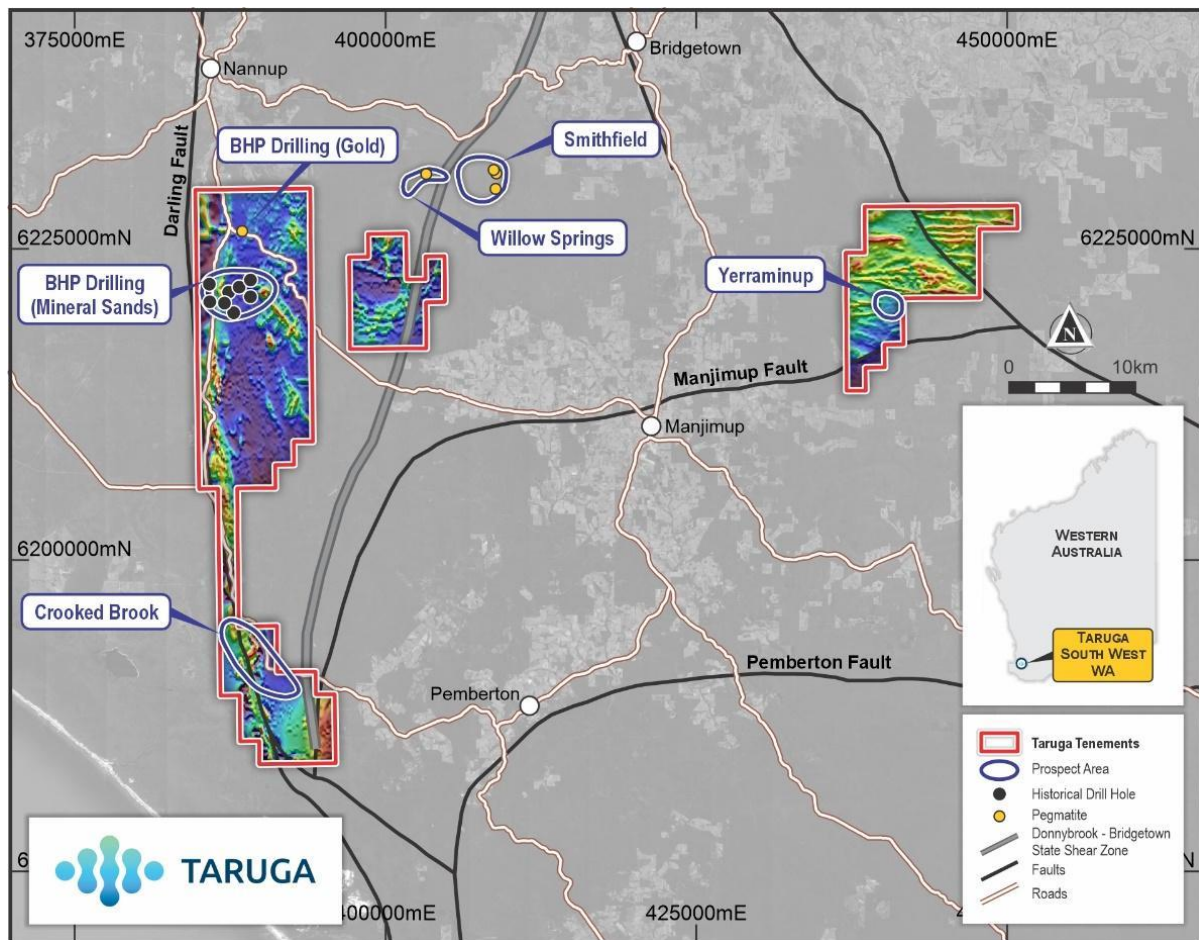 375000mE
400000mE
450000mE
Bridgetown
Nannup
BHP Drilling (Gold)
Smithfield
Darling Fault
Willow Springs
6225000mN
6225000mN
Yerraminup
BHP Drilling
(Mineral Sands)
N
0 10km
Manjimup Fault
Manjimup
6200000mN
WESTERN
AUSTRALIA
Crooked Brook
TARUGA
SOUTH WEST
WA
Pemberton Fault
Pemberton
Taruga Tenements
Prospect Area
Historical Drill Hole
Pegmatite
Donnybrook - Bridgetown
State Shear Zone
Faults
Roads
TARUGA
400000mE
425000mE